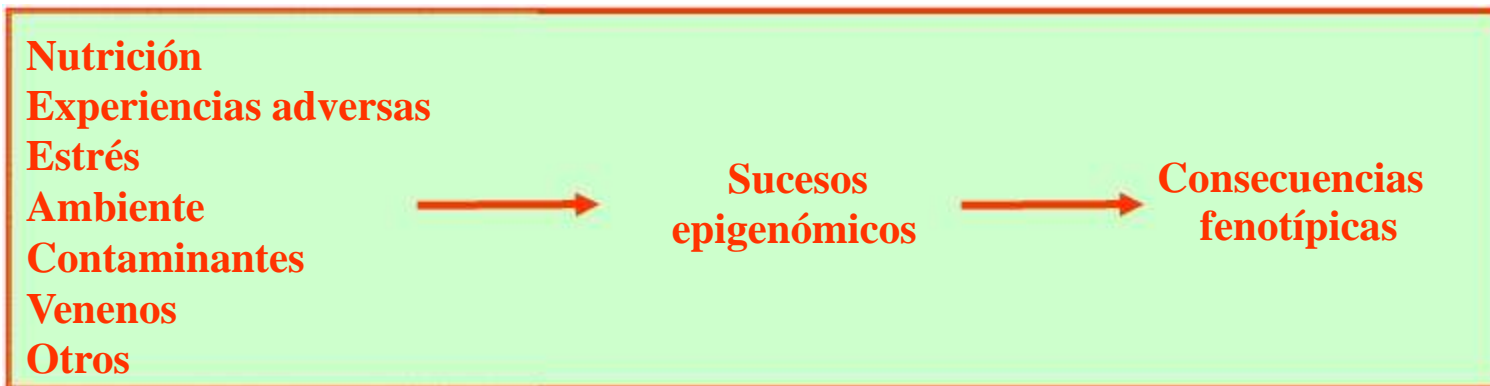 Nutrición
Experiencias adversas
Estrés
Ambiente
Contaminantes
Venenos
Otros
Sucesos
epigenómicos
Consecuencias
fenotípicas